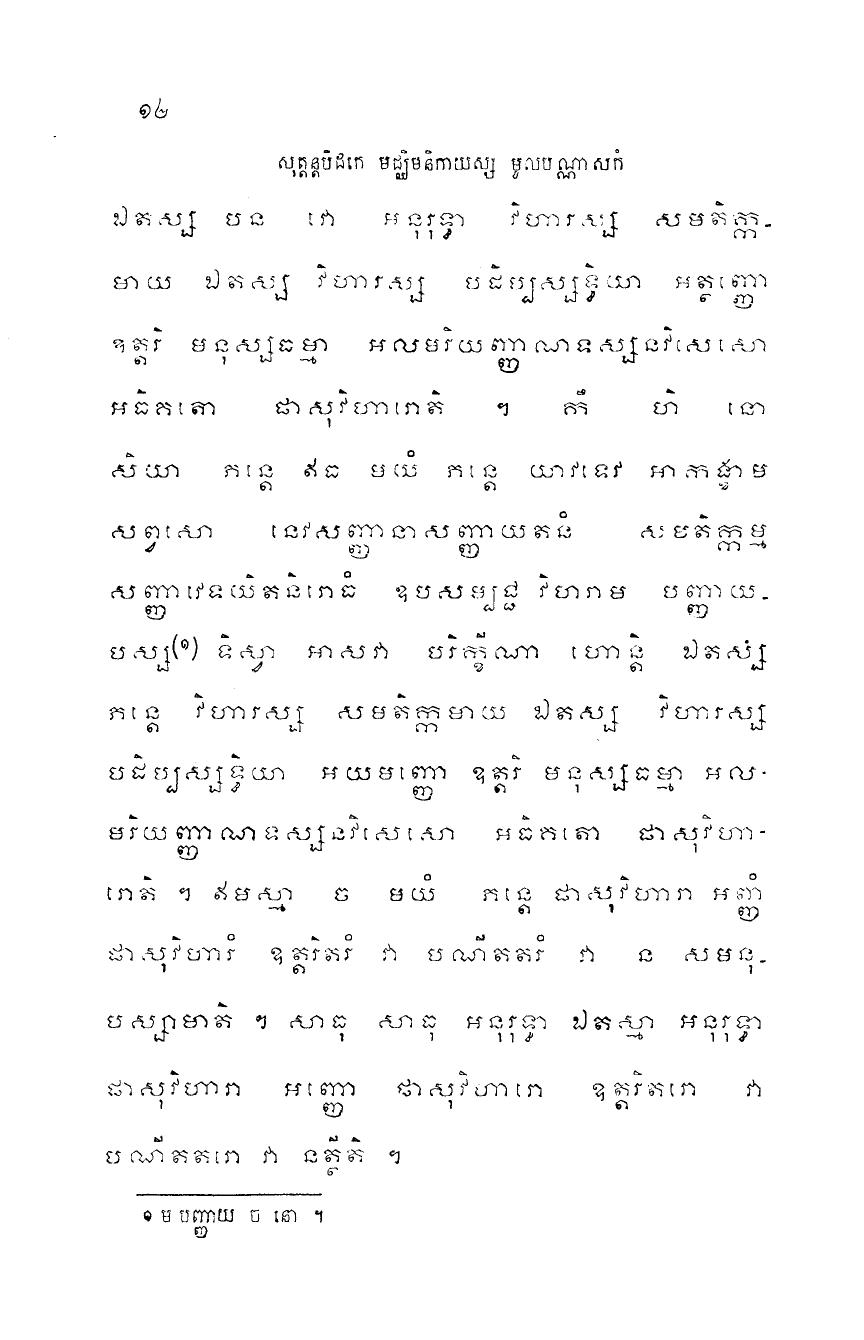 ១២
សុត្តន្តបិដកេ មជ្ឈិមនិកាយស្ស មូលបណ្ណាសកំ
ឯតស្ស បន វោ អនុរុទ្ធា វិហារស្ស សមតិក្ក-
មាយ ឯតស្ស វិហារស្ស បដិប្បស្សទ្ធិយា អត្ថញ្ញោ
ឧត្តរិ មនុស្សធម្មា អលមរិយញ្ញាណទស្សនវិសេសោ
អធិគតោ ផាសុវិហារោតិ ។ កឹ ហិ នោ
សិយា ភន្តេ ឥធ មយំ ភន្តេ យាវទេវ អាកង្ខាម
សព្វសោ នេវសញ្ញានាសញ្ញាយតនំ សមតិក្កម្ម
សញ្ញាវេទយិតនិរោធំ ឧបសម្បជ្ជ វិហរាម បញ្ញាយ-
បស្ស(១) ទិស្វា អាសវា បរិក្ខីណា ហោន្តិ ឯតស្ស
ភន្តេ វិហារស្ស សមតិក្កមាយ ឯតស្ស វិហារស្ស
បដិប្បស្សទ្ធិយា អយមញ្ញោ ឧត្តរិ មនុស្សធម្មា អល-
មរិយញ្ញាណទស្សនវិសេសោ អធិគតោ ផាសុវិហា-
រោតិ ។ ឥមស្មា ច មយំ ភន្តេ ផាសុវិហារា អញ្ញំ
ផាសុវិហារំ ឧត្តរិតរំ វា បណីតតរំ វា ន សមនុ-
បស្សាមាតិ ។ សាធុ សាធុ អនុរុទ្ធា ឯតស្មា អនុរុទ្ធា
ផាសុវិហារា អញ្ញោ ផាសុវិហារោ ឧត្តរិតរោ វា
បណីតតរោ វា នត្ថីតិ ។
១ ម បញ្ញាយ ច នោ ។